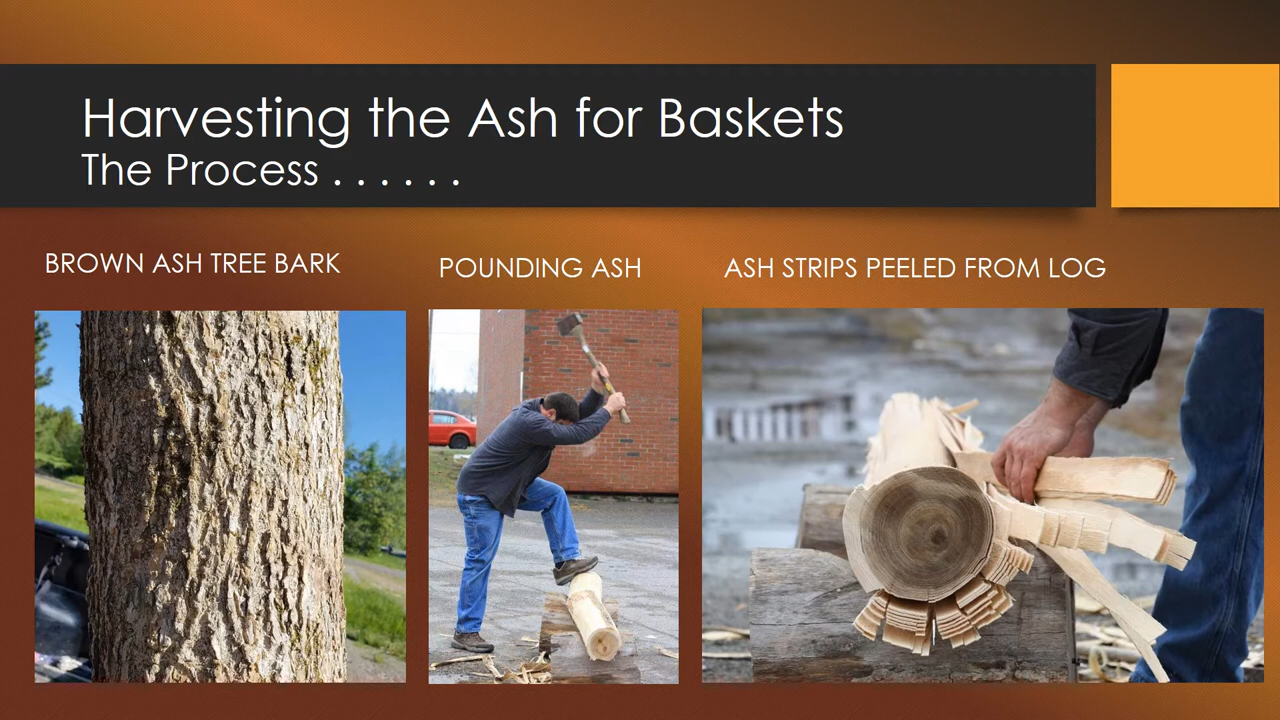 Harvesting the Ash for Baskets
The Process . . . . . .
BROWN ASH TREE BARK
POUNDING ASH
ASH STRIPS PEELED FROM LOG